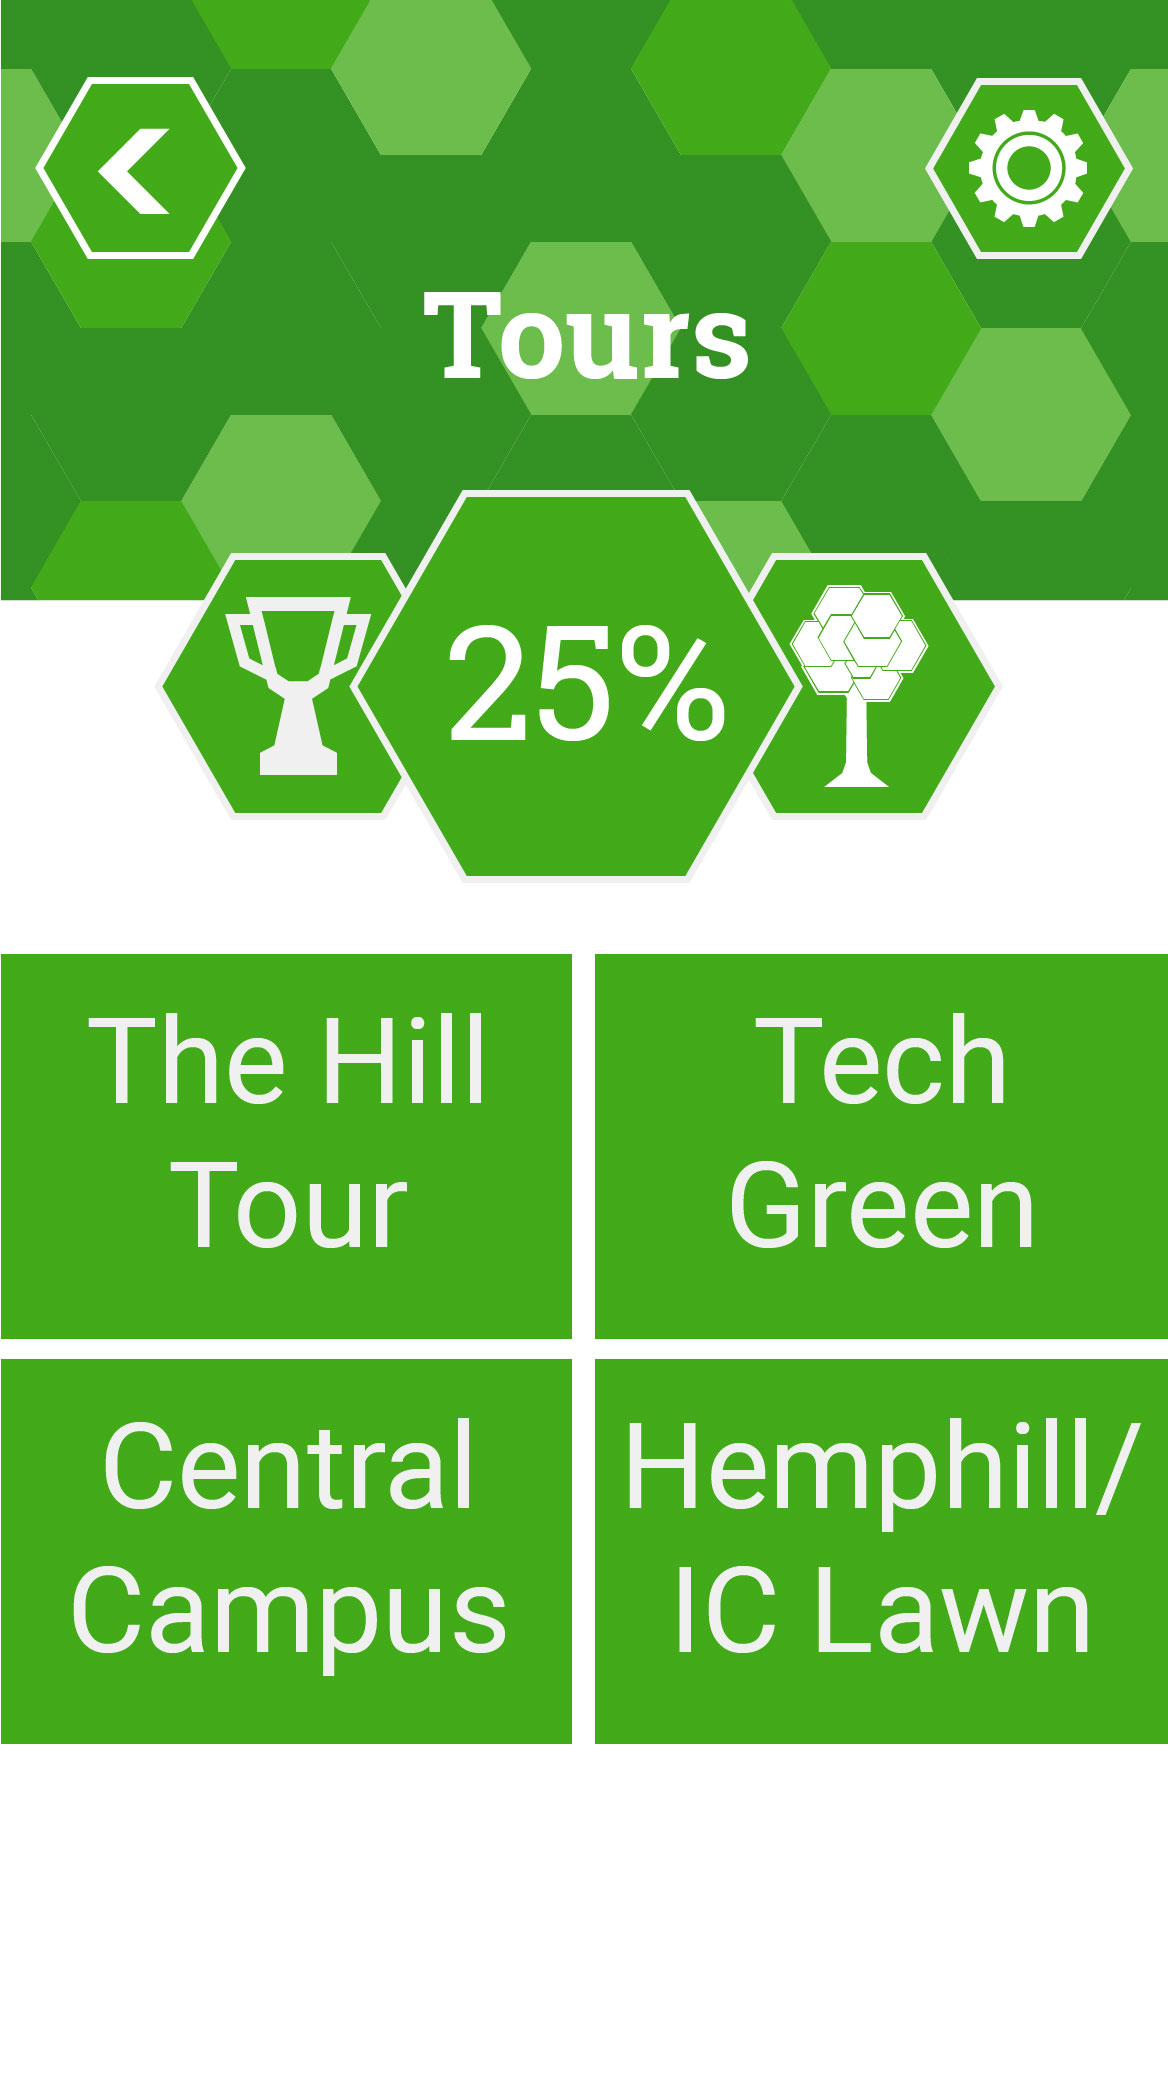 Tours
25%
The Hill
Tour
Tech
Green
Central
Campus
Hemphill/
IC Lawn